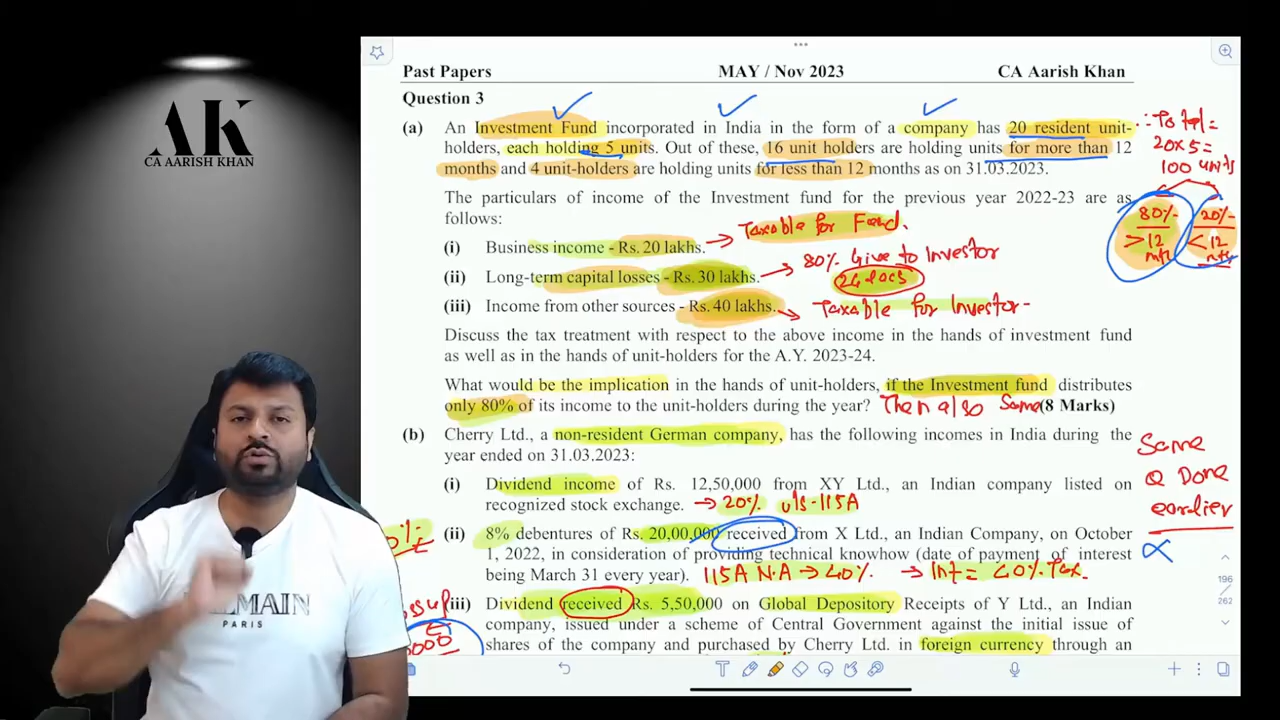 AK
CA AARISH KHAN
Past Papers MAY / Nov 2023 CA Aarish Khan
Question 3
(a) An Investment Fund incorporated in India in the form of a company has 20 resident unit-
holders, each holding 5 units. Out of these, 16 unit holders are holding units for more than 12
months and 4 unit-holders are holding units for less than 12 months as on 31.03.2023.
∴ Total =
20x5=
100 units
80%
>12
mts
20%
<12
mts
The particulars of income of the Investment fund for the previous year 2022-23 are as
follows:
(i) Business income - Rs. 20 lakhs. → Taxable for Fund.
(ii) Long-term capital losses - Rs. 30 lakhs. → 80% Give to Investor
24 lacs
(iii) Income from other sources - Rs. 40 lakhs. → Taxable for Investor-
Discuss the tax treatment with respect to the above income in the hands of investment fund
as well as in the hands of unit-holders for the A.Y. 2023-24.
What would be the implication in the hands of unit-holders, if the Investment fund distributes
only 80% of its income to the unit-holders during the year? Then also Same (8 Marks)
(b) Cherry Ltd., a non-resident German company, has the following incomes in India during the
year ended on 31.03.2023:
Same
Q Done
earlier
(i) Dividend income of Rs. 12,50,000 from XY Ltd., an Indian company listed on
recognized stock exchange. → 20% u/s-115A
(ii) 8% debentures of Rs. 20,00,000 received from X Ltd., an Indian Company, on October
1, 2022, in consideration of providing technical knowhow (date of payment of interest
being March 31 every year). 115A N.A → 40% → Int = 40% Tax.
196
262
iii) Dividend received Rs. 5,50,000 on Global Depository Receipts of Y Ltd., an Indian
company, issued under a scheme of Central Government against the initial issue of
shares of the company and purchased by Cherry Ltd. in foreign currency through an
BALMAIN
PARIS